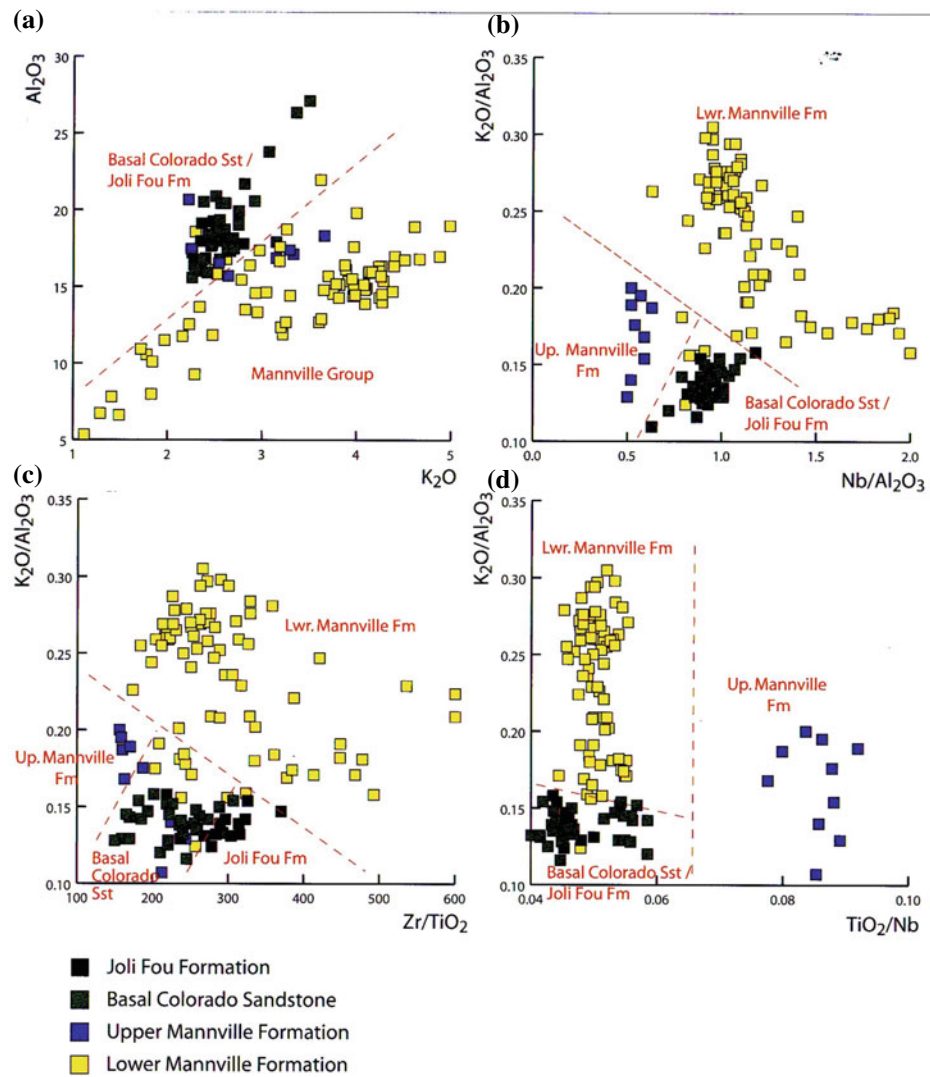 (a)
Al2O3
30
25
20
15
10
5
1
2
3
4
5
K2O
Basal Colorado Sst /
Joli Fou Fm
Mannville Group
(b)
K2O/Al2O3
0.35
0.30
0.25
0.20
0.15
0.10
0.0
0.5
1.0
1.5
2.0
Nb/Al2O3
Lwr. Mannville Fm
Up. Mannville
Fm
Basal Colorado Sst /
Joli Fou Fm
(c)
K2O/Al2O3
0.35
0.30
0.25
0.20
0.15
0.10
100
200
300
400
500
600
Zr/TiO2
Lwr. Mannville Fm
Up. Mannville
Fm
Basal
Colorado
Sst
Joli Fou Fm
(d)
K2O/Al2O3
0.35
0.30
0.25
0.20
0.15
0.10
0.04
0.06
0.08
0.10
TiO2/Nb
Lwr. Mannville Fm
Up. Mannville
Fm
Basal Colorado Sst /
Joli Fou Fm
Joli Fou Formation
Basal Colorado Sandstone
Upper Mannville Formation
Lower Mannville Formation